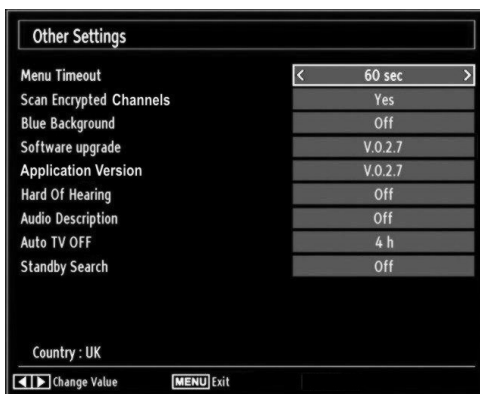 Other Settings
Menu Timeout < 60 sec >
Scan Encrypted Channels Yes
Blue Background Off
Software upgrade V.0.2.7
Application Version V.0.2.7
Hard Of Hearing Off
Audio Description Off
Auto TV OFF 4 h
Standby Search Off
Country : UK
Change Value MENU Exit